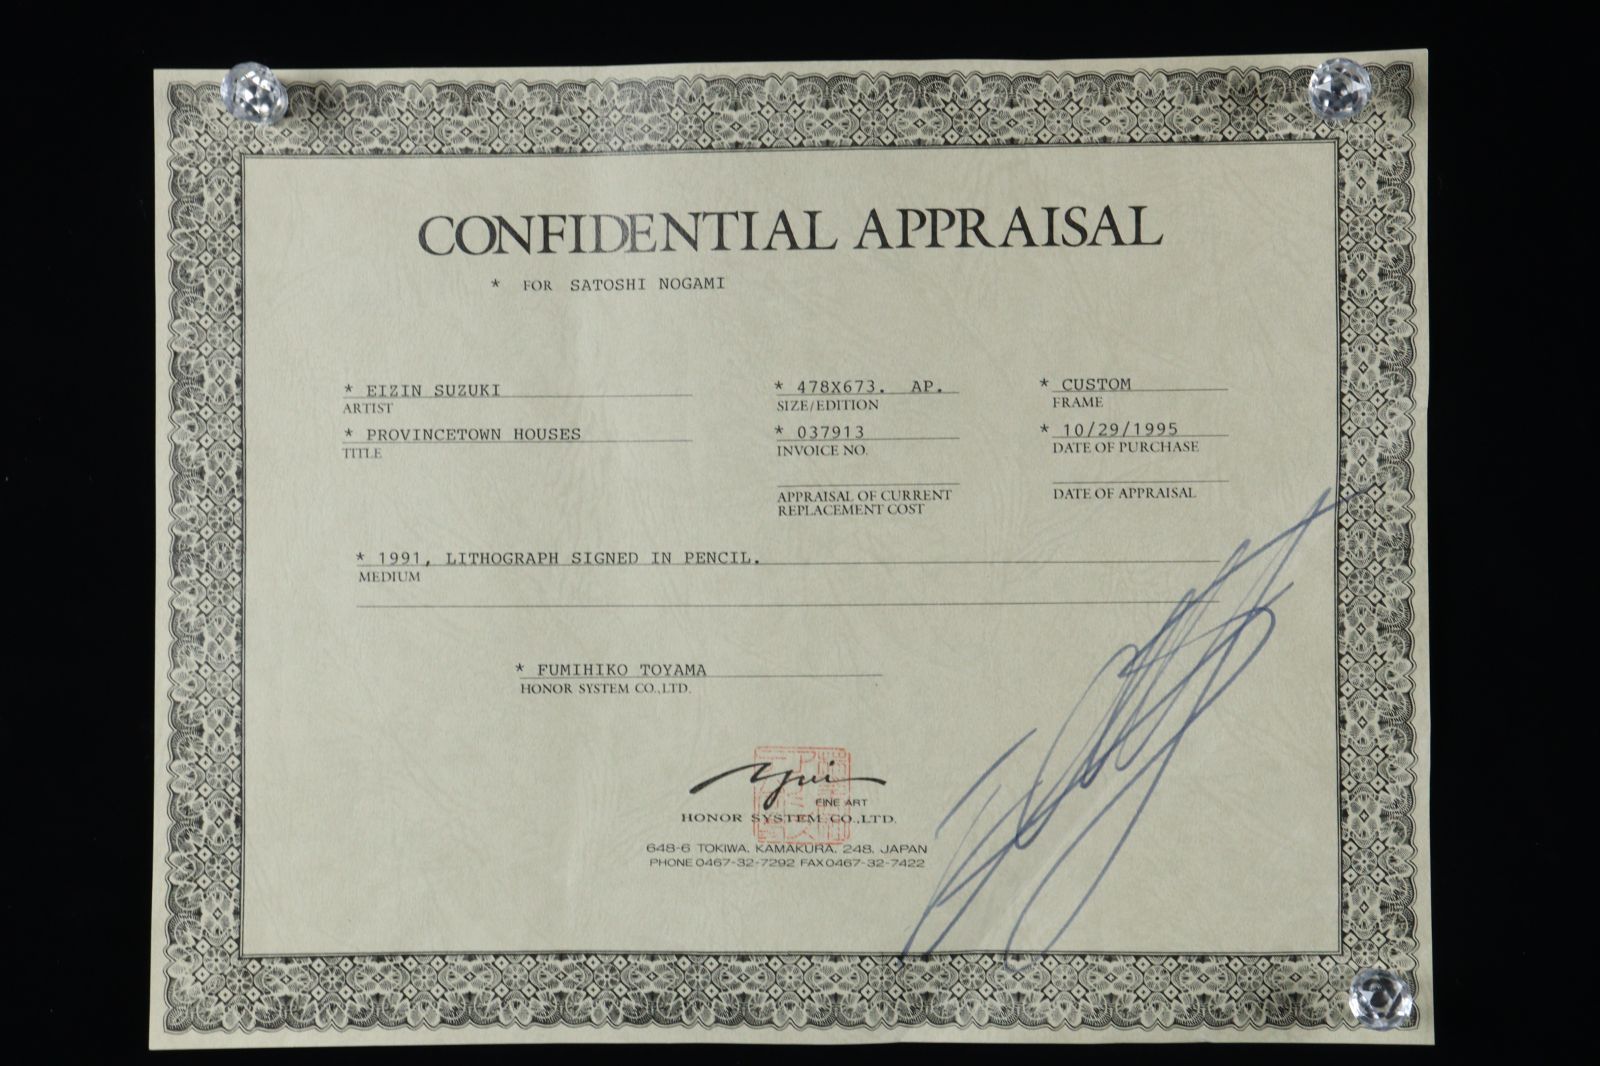 CONFIDENTIAL APPRAISAL
* FOR SATOSHI NOGAMI
* EIZIN SUZUKI
ARTIST
* 478X673. AP.
SIZE/EDITION
* CUSTOM
FRAME
* PROVINCETOWN HOUSES
TITLE
* 037913
INVOICE NO.
* 10/29/1995
DATE OF PURCHASE
APPRAISAL OF CURRENT
REPLACEMENT COST
DATE OF APPRAISAL
* 1991, LITHOGRAPH SIGNED IN PENCIL.
MEDIUM
* FUMIHIKO TOYAMA
HONOR SYSTEM CO.,LTD.
FINE ART
HONOR SYSTEM CO.,LTD.
648-6 TOKIWA, KAMAKURA, 248, JAPAN
PHONE 0467-32-7292 FAX 0467-32-7422